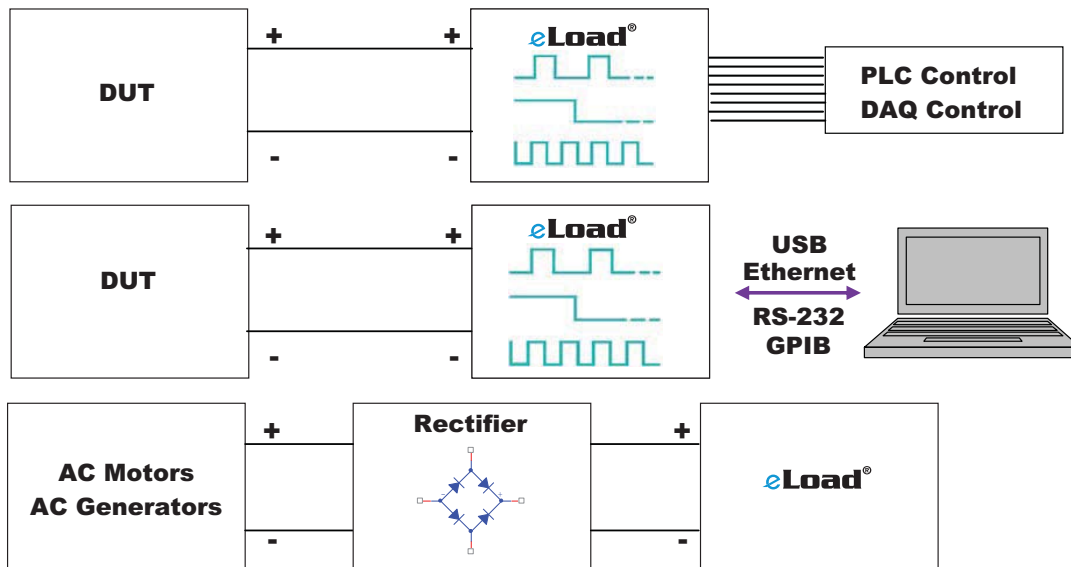 + +
eLoad®
DUT
PLC Control
DAQ Control
- -
+ +
eLoad®
DUT
USB
Ethernet
RS-232
GPIB
- -
Rectifier
+ +
AC Motors
AC Generators
- +
eLoad®
- -